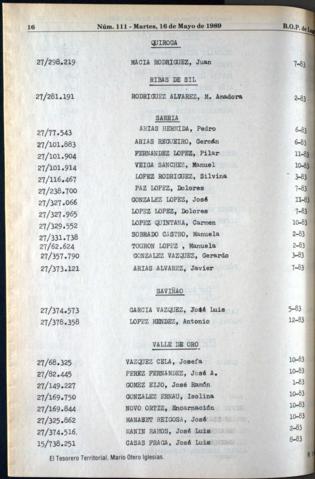 16 Núm. 111 - Martes, 16 de Mayo de 1989 B.O.P. de
QUIROGA
27/298.219 MACIA RODRIGUEZ, Juan 7-83
RIBAS DE SIL
27/281.191 RODRIGUEZ ALVAREZ, M. Amadora 2-83
SARRIA
27/77.543 ARIAS HERMIDA, Pedro 6-83
27/101.883 ARIAS REGUEIRO, Germán 6-83
27/101.904 FERNANDEZ LOPEZ, Pilar 11-83
27/101.914 VEIGA SANCHEZ, Manuel 10-83
27/116.467 LOPEZ RODRIGUEZ, Silvina 3-83
27/238.700 PAZ LOPEZ, Dolores 7-83
27/327.066 GONZALEZ LOPEZ, José 11-83
27/327.965 LOPEZ LOPEZ, Dolores 7-83
27/329.552 LOPEZ QUINTANA, Carmen 10-83
27/331.738 SOBRADO CASTRO, Manuela 2-83
27/62.624 TOURON LOPEZ, Manuela 2-83
27/357.790 GONZALEZ VAZQUEZ, Gerardo 3-83
27/373.121 ARIAS ALVAREZ, Javier 7-83
SAVIÑAO
27/374.573 GARCIA VAZQUEZ, José Luis 5-83
27/378.358 LOPEZ MENDEZ, Antonio 12-83
VALLE DE ORO
27/68.325 VAZQUEZ CELA, Josefa 10-83
27/82.445 PEREZ FERNANDEZ, José A. 10-83
27/149.227 GOMEZ EIJO, José Ramón 1-83
27/169.750 GONZALEZ ERNAU, Isolina 10-83
27/169.844 NOVO ORTIZ, Encarnación 10-83
27/325.862 REIGOSA, José 10-83
27/374.516. RAMOS, José Luis 2-83
15/738.251 CASAS FRAGA, José Luis 8-83
El Tesorero Territorial, Mario Otero Iglesias.